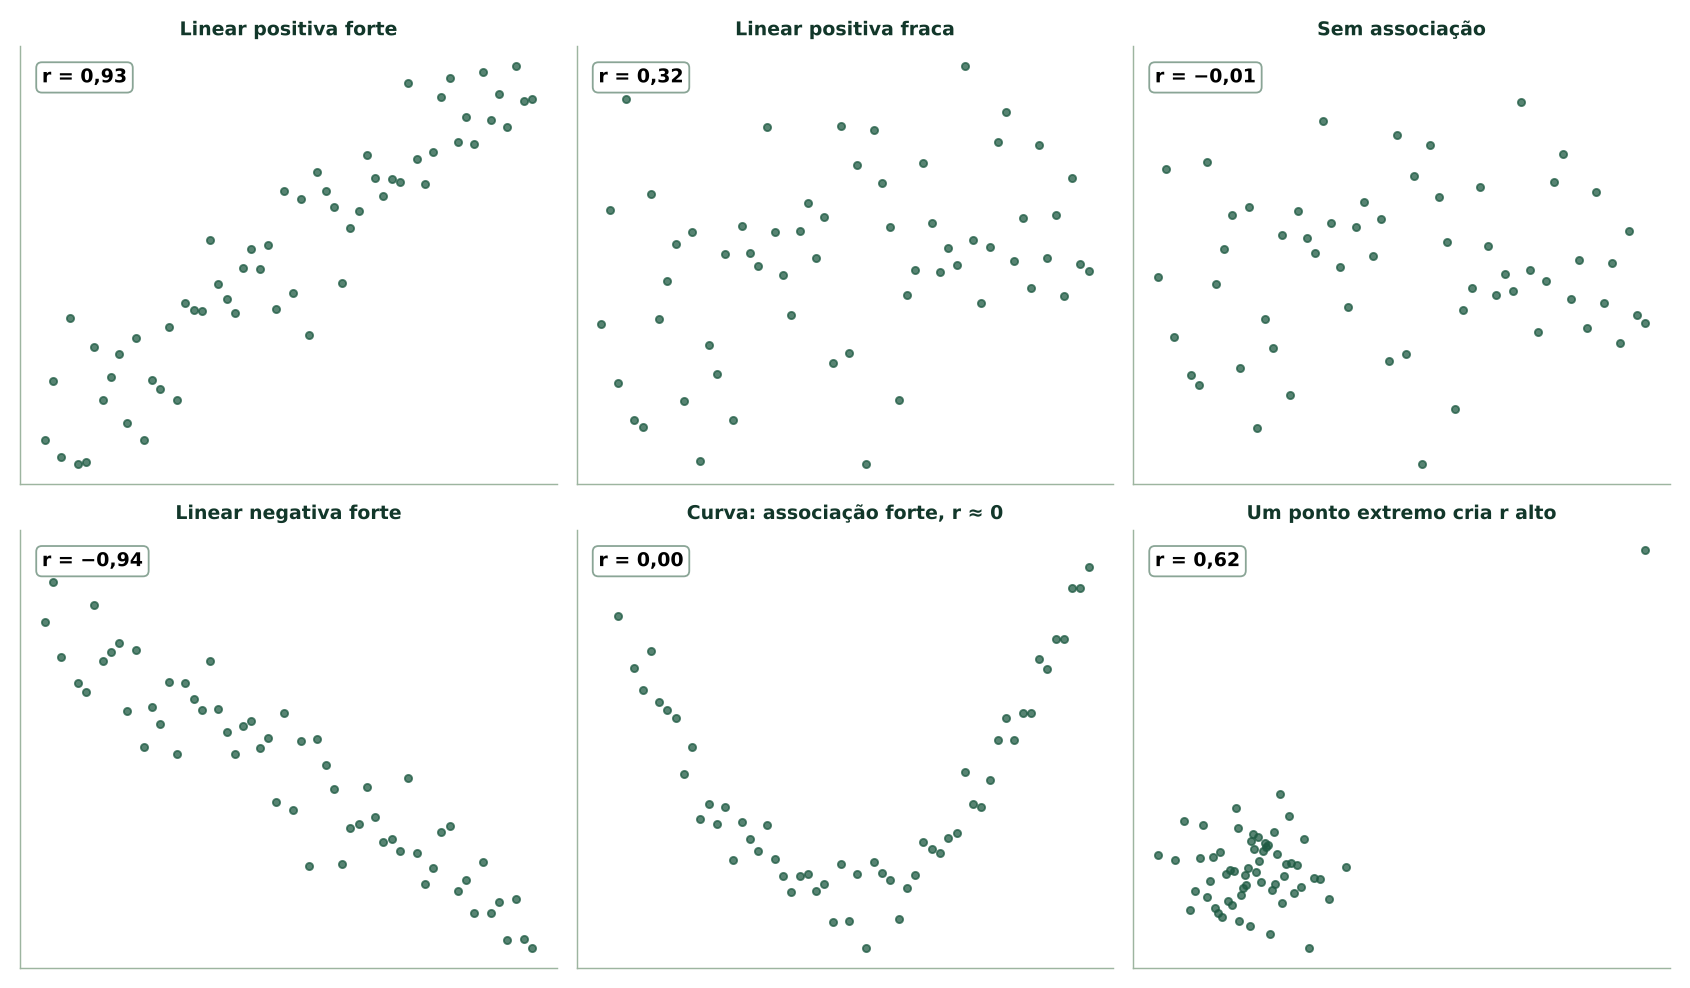 Linear positiva forte
r = 0,93
Linear positiva fraca
r = 0,32
Sem associação
r = −0,01
Linear negativa forte
r = −0,94
Curva: associação forte, r ≈ 0
r = 0,00
Um ponto extremo cria r alto
r = 0,62